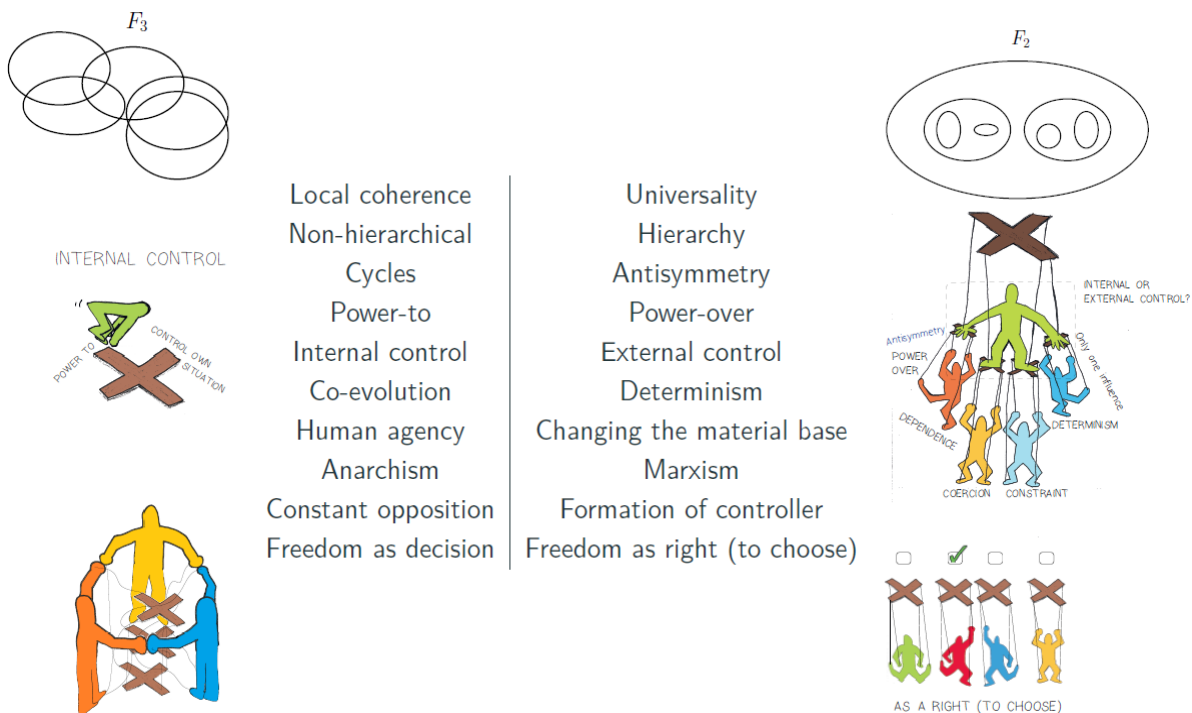 F₃
F₂
Local coherence
Universality
Non-hierarchical
Hierarchy
Cycles
Antisymmetry
Power-to
Power-over
Internal control
External control
Co-evolution
Determinism
Human agency
Changing the material base
Anarchism
Marxism
Constant opposition
Formation of controller
Freedom as decision
Freedom as right (to choose)
INTERNAL CONTROL
POWER TO
CONTROL OWN
SITUATION
INTERNAL OR
EXTERNAL CONTROL?
Antisymmetry
POWER
OVER
Only one influence
DEPENDENCE
DETERMINISM
COERCION
CONSTRAINT
AS A RIGHT (TO CHOOSE)